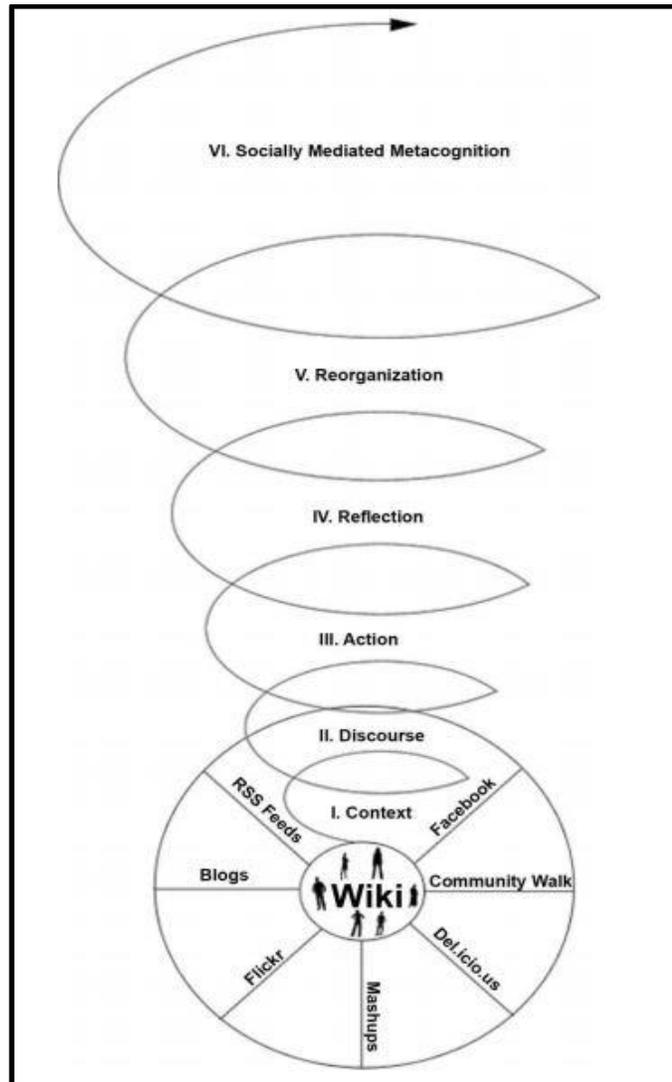 VI. Socially Mediated Metacognition
V. Reorganization
IV. Reflection
III. Action
II. Discourse
I. Context
RSS Feeds
Facebook
Blogs
Wiki
Community Walk
Flickr
Mashups
Del.icio.us